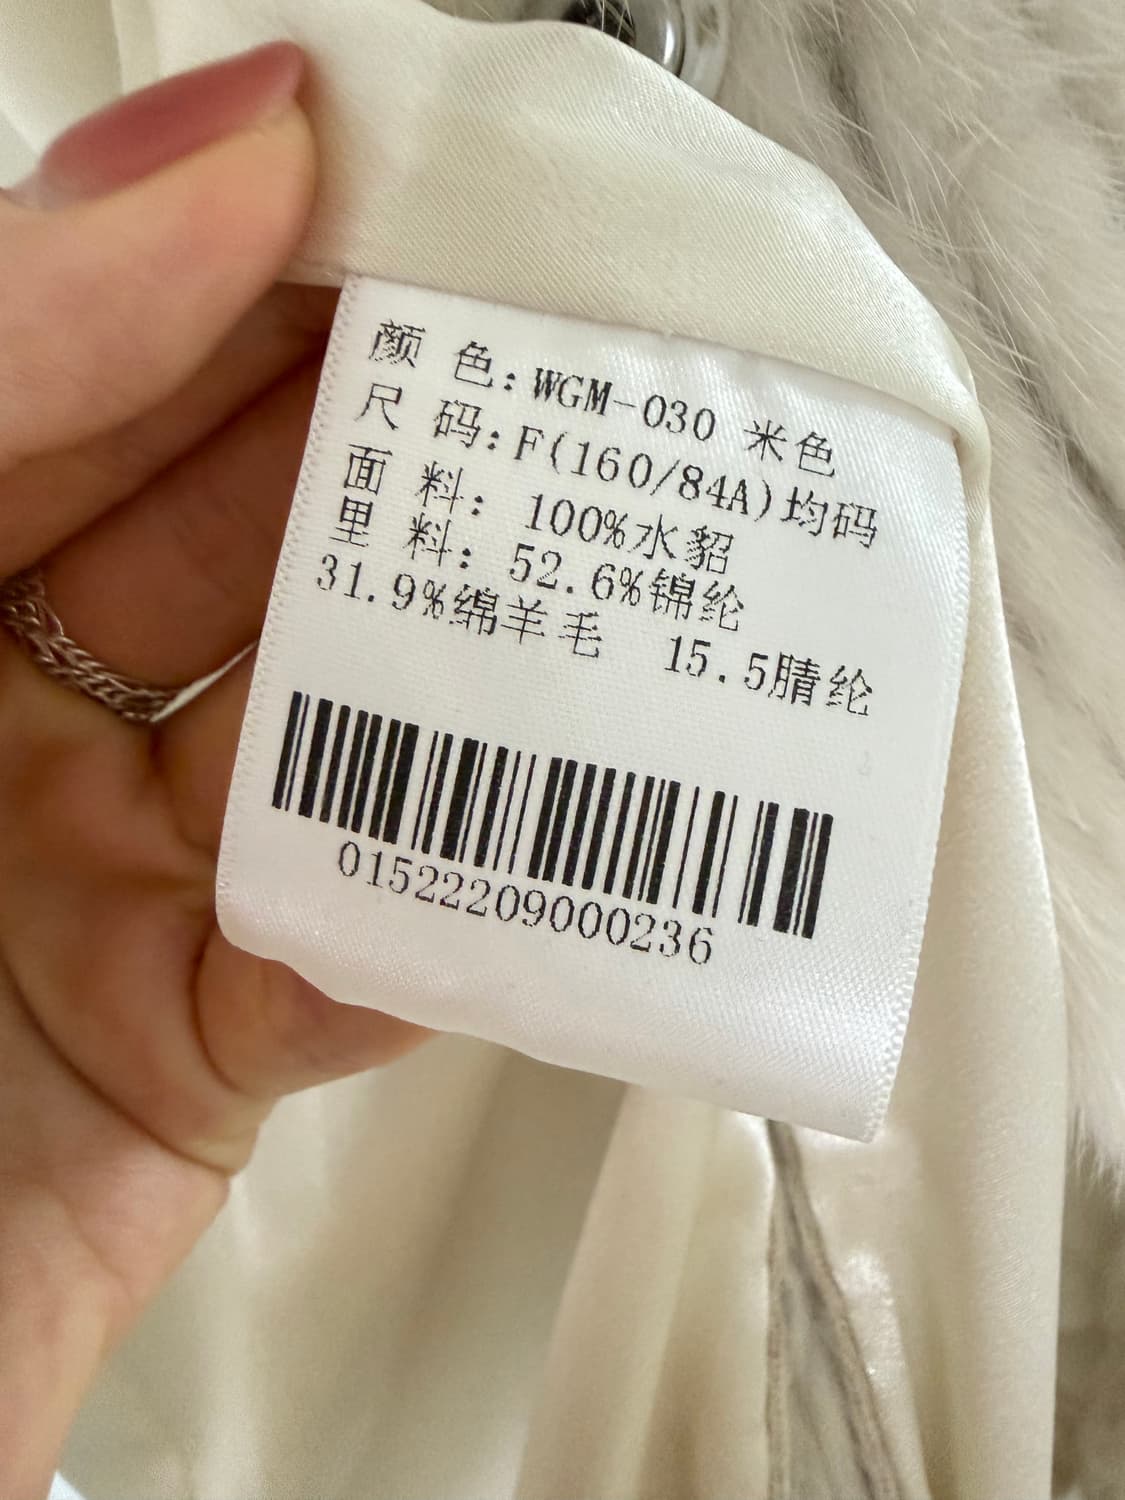 颜 色:WGM-030 米色
尺 码:F(160/84A)均码
面 料: 100%水貂
里 料: 52.6%锦纶
31.9%绵羊毛 15.5腈纶
01522209000236